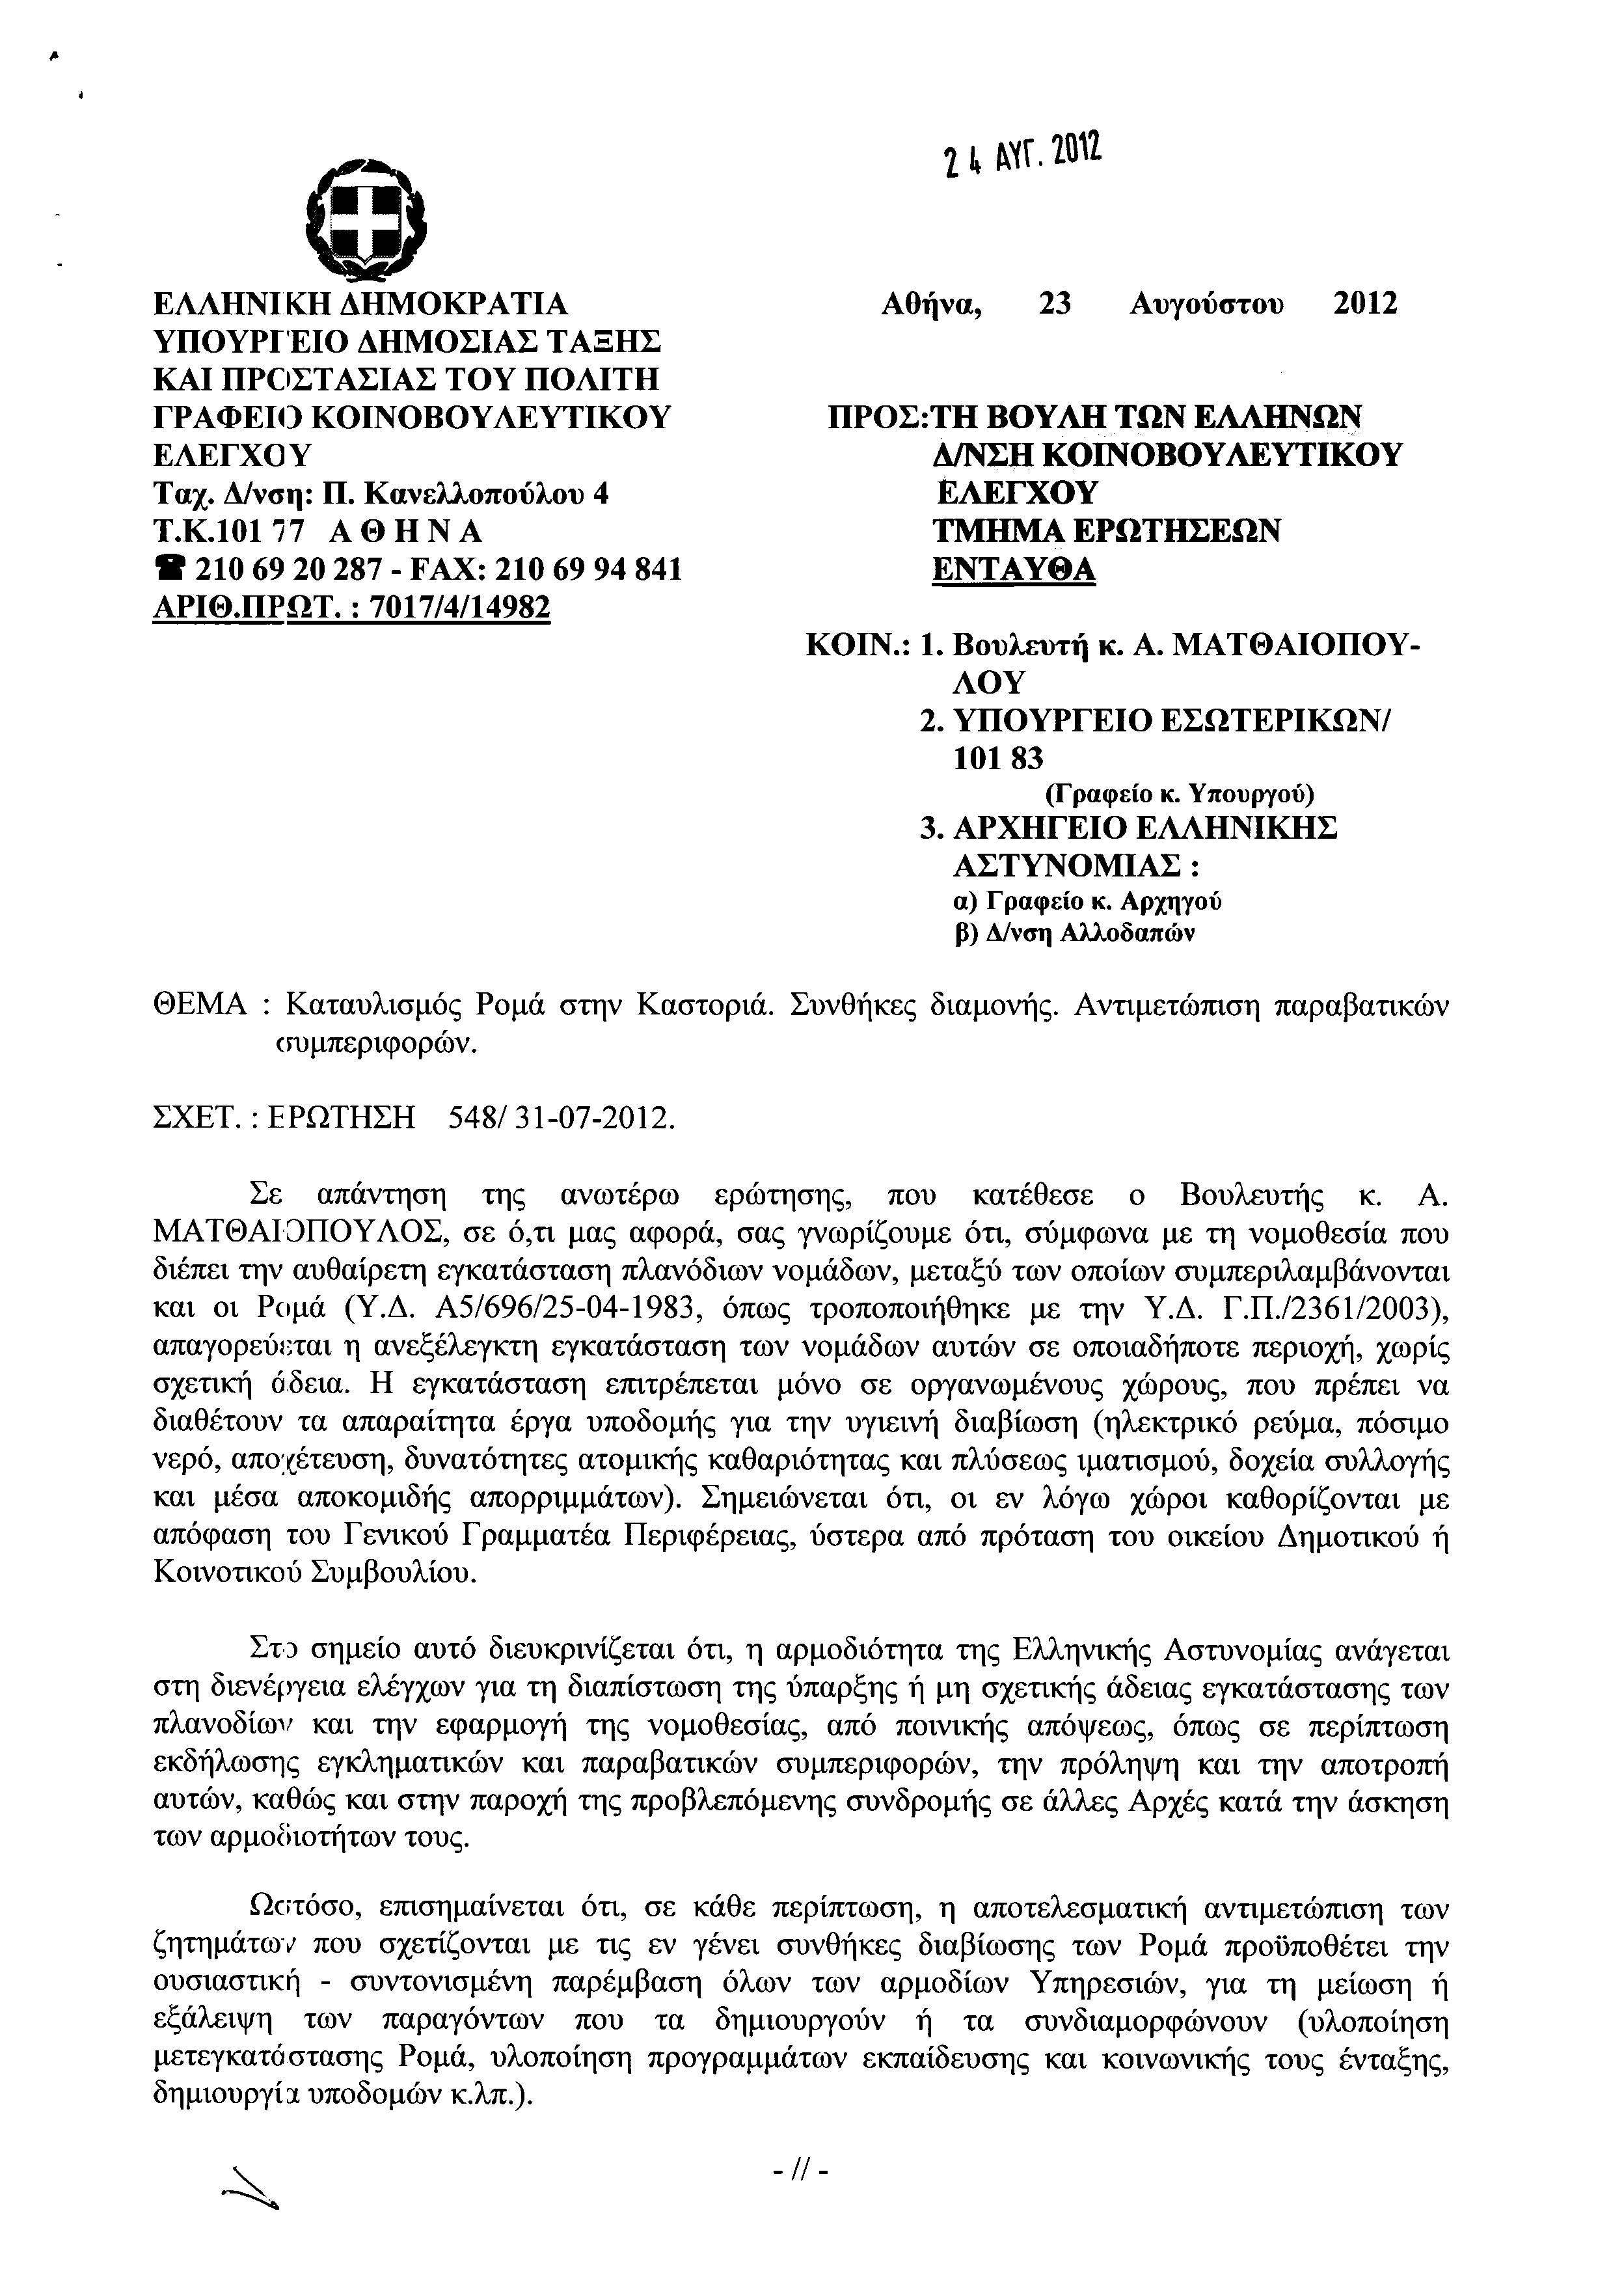 24 ΑΥΓ. 2012
ΕΛΛΗΝΙΚΗ ΔΗΜΟΚΡΑΤΙΑ
ΥΠΟΥΡΓΕΙΟ ΔΗΜΟΣΙΑΣ ΤΑΞΗΣ
ΚΑΙ ΠΡΟΣΤΑΣΙΑΣ ΤΟΥ ΠΟΛΙΤΗ
ΓΡΑΦΕΙΟ ΚΟΙΝΟΒΟΥΛΕΥΤΙΚΟΥ
ΕΛΕΓΧΟΥ
Ταχ. Δ/νση: Π. Κανελλοπούλου 4
Τ.Κ.101 77 Α Θ Η Ν Α
☎ 210 69 20 287 - FAX: 210 69 94 841
ΑΡΙΘ.ΠΡΩΤ. : 7017/4/14982
Αθήνα, 23 Αυγούστου 2012
ΠΡΟΣ:ΤΗ ΒΟΥΛΗ ΤΩΝ ΕΛΛΗΝΩΝ
Δ/ΝΣΗ ΚΟΙΝΟΒΟΥΛΕΥΤΙΚΟΥ
ΕΛΕΓΧΟΥ
ΤΜΗΜΑ ΕΡΩΤΗΣΕΩΝ
ΕΝΤΑΥΘΑ
ΚΟΙΝ.: 1. Βουλευτή κ. Α. ΜΑΤΘΑΙΟΠΟΥ-
ΛΟΥ
2. ΥΠΟΥΡΓΕΙΟ ΕΣΩΤΕΡΙΚΩΝ/
101 83
(Γραφείο κ. Υπουργού)
3. ΑΡΧΗΓΕΙΟ ΕΛΛΗΝΙΚΗΣ
ΑΣΤΥΝΟΜΙΑΣ :
α) Γραφείο κ. Αρχηγού
β) Δ/νση Αλλοδαπών
ΘΕΜΑ : Καταυλισμός Ρομά στην Καστοριά. Συνθήκες διαμονής. Αντιμετώπιση παραβατικών
συμπεριφορών.
ΣΧΕΤ. : ΕΡΩΤΗΣΗ 548/ 31-07-2012.
Σε απάντηση της ανωτέρω ερώτησης, που κατέθεσε ο Βουλευτής κ. Α.
ΜΑΤΘΑΙΟΠΟΥΛΟΣ, σε ό,τι μας αφορά, σας γνωρίζουμε ότι, σύμφωνα με τη νομοθεσία που
διέπει την αυθαίρετη εγκατάσταση πλανόδιων νομάδων, μεταξύ των οποίων συμπεριλαμβάνονται
και οι Ρομά (Υ.Δ. Α5/696/25-04-1983, όπως τροποποιήθηκε με την Υ.Δ. Γ.Π./2361/2003),
απαγορεύεται η ανεξέλεγκτη εγκατάσταση των νομάδων αυτών σε οποιαδήποτε περιοχή, χωρίς
σχετική άδεια. Η εγκατάσταση επιτρέπεται μόνο σε οργανωμένους χώρους, που πρέπει να
διαθέτουν τα απαραίτητα έργα υποδομής για την υγιεινή διαβίωση (ηλεκτρικό ρεύμα, πόσιμο
νερό, αποχέτευση, δυνατότητες ατομικής καθαριότητας και πλύσεως ιματισμού, δοχεία συλλογής
και μέσα αποκομιδής απορριμμάτων). Σημειώνεται ότι, οι εν λόγω χώροι καθορίζονται με
απόφαση του Γενικού Γραμματέα Περιφέρειας, ύστερα από πρόταση του οικείου Δημοτικού ή
Κοινοτικού Συμβουλίου.
Στο σημείο αυτό διευκρινίζεται ότι, η αρμοδιότητα της Ελληνικής Αστυνομίας ανάγεται
στη διενέργεια ελέγχων για τη διαπίστωση της ύπαρξης ή μη σχετικής άδειας εγκατάστασης των
πλανοδίων και την εφαρμογή της νομοθεσίας, από ποινικής απόψεως, όπως σε περίπτωση
εκδήλωσης εγκληματικών και παραβατικών συμπεριφορών, την πρόληψη και την αποτροπή
αυτών, καθώς και στην παροχή της προβλεπόμενης συνδρομής σε άλλες Αρχές κατά την άσκηση
των αρμοδιοτήτων τους.
Ωστόσο, επισημαίνεται ότι, σε κάθε περίπτωση, η αποτελεσματική αντιμετώπιση των
ζητημάτων που σχετίζονται με τις εν γένει συνθήκες διαβίωσης των Ρομά προϋποθέτει την
ουσιαστική - συντονισμένη παρέμβαση όλων των αρμοδίων Υπηρεσιών, για τη μείωση ή
εξάλειψη των παραγόντων που τα δημιουργούν ή τα συνδιαμορφώνουν (υλοποίηση
μετεγκατάστασης Ρομά, υλοποίηση προγραμμάτων εκπαίδευσης και κοινωνικής τους ένταξης,
δημιουργία υποδομών κ.λπ.).
- // -